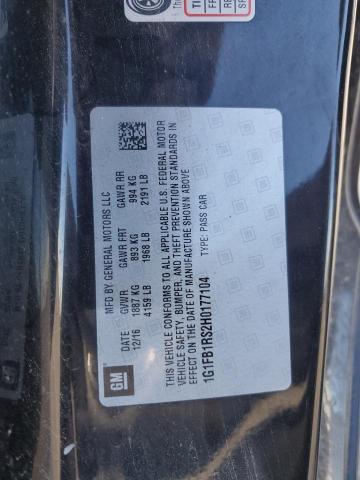 MFD BY GENERAL MOTORS LLC
DATE GVWR GAWR FRT GAWR RR
12/16 1887 KG 893 KG 994 KG
4159 LB 1968 LB 2191 LB
THIS VEHICLE CONFORMS TO ALL APPLICABLE U.S. FEDERAL MOTOR
VEHICLE SAFETY, BUMPER, AND THEFT PREVENTION STANDARDS IN
EFFECT ON THE DATE OF MANUFACTURE SHOWN ABOVE
1G1FB1RS2H0177104 TYPE: PASS CAR
GM